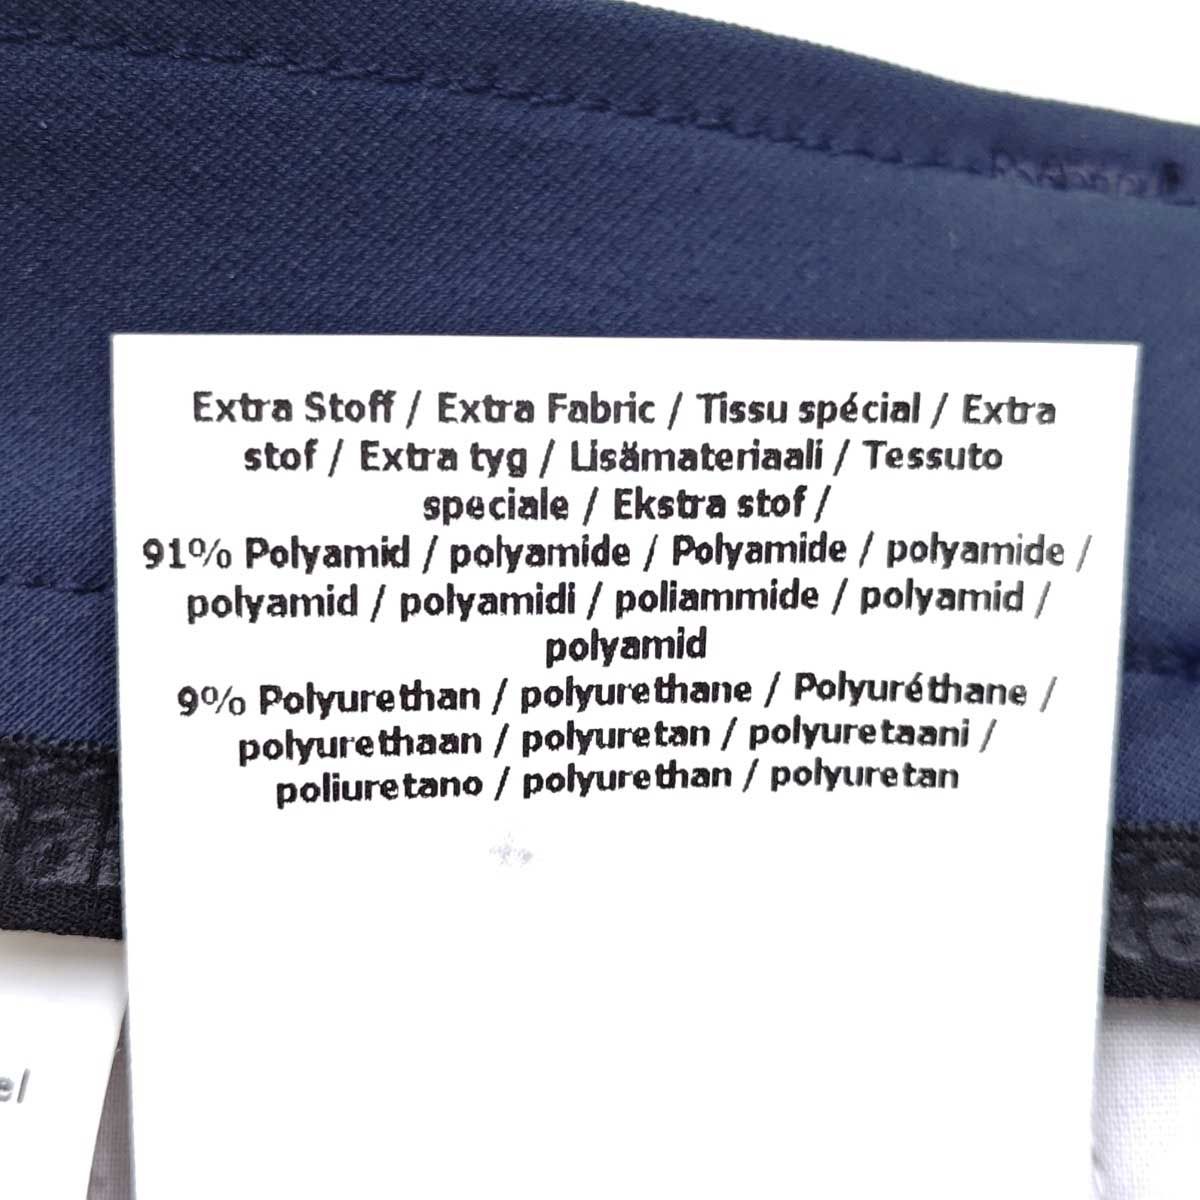 Extra Stoff / Extra Fabric / Tissu spécial / Extra
stof / Extra tyg / Lisämateriaali / Tessuto
speciale / Ekstra stof /
91% Polyamid / polyamide / Polyamide / polyamide /
polyamid / polyamidi / poliammide / polyamid /
polyamid
9% Polyurethan / polyurethane / Polyuréthane /
polyurethaan / polyuretan / polyuretaani /
poliuretano / polyurethan / polyuretan
el